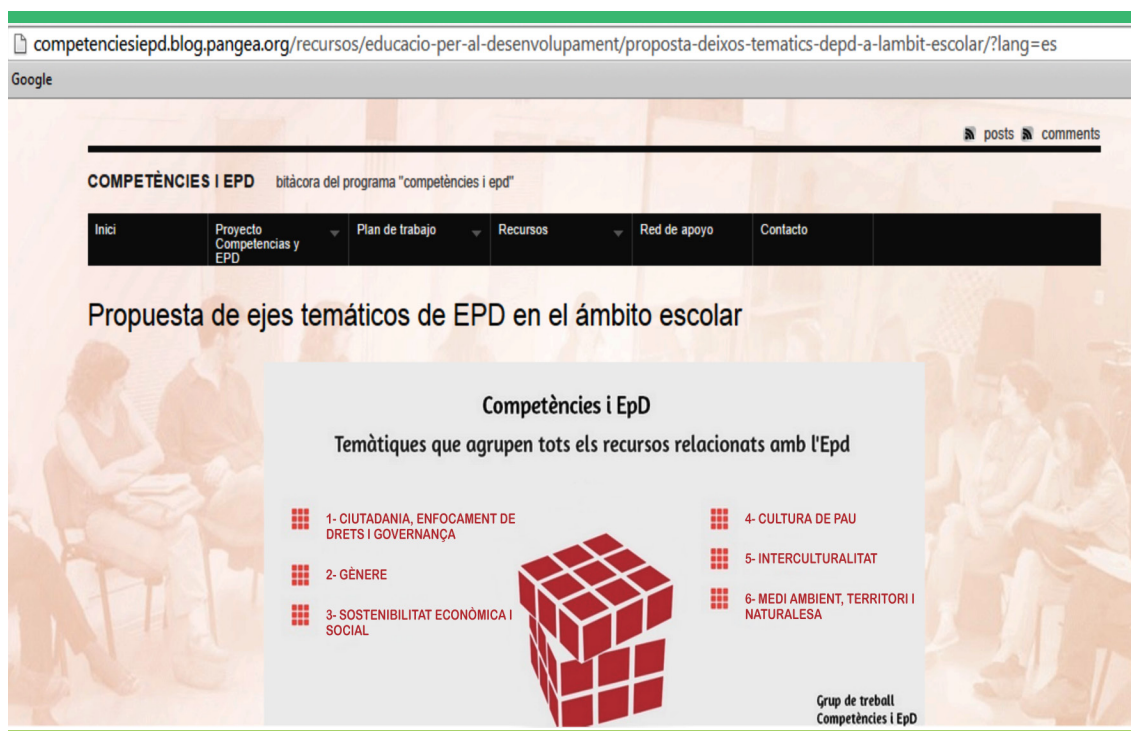 competenciesiepd.blog.pangea.org/recursos/educacio-per-al-desenvolupament/proposta-deixos-tematics-depd-a-lambit-escolar/?lang=es
Google
posts comments
COMPETÈNCIES I EPD bitàcora del programa "competències i epd"
Inici Proyecto Competencias y EPD Plan de trabajo Recursos Red de apoyo Contacto
Propuesta de ejes temáticos de EPD en el ámbito escolar
Competències i EpD
Temàtiques que agrupen tots els recursos relacionats amb l'Epd
1- CIUTADANIA, ENFOCAMENT DE
DRETS I GOVERNANÇA
2- GÈNERE
3- SOSTENIBILITAT ECONÒMICA I
SOCIAL
4- CULTURA DE PAU
5- INTERCULTURALITAT
6- MEDI AMBIENT, TERRITORI I
NATURALESA
Grup de treball
Competències i EpD